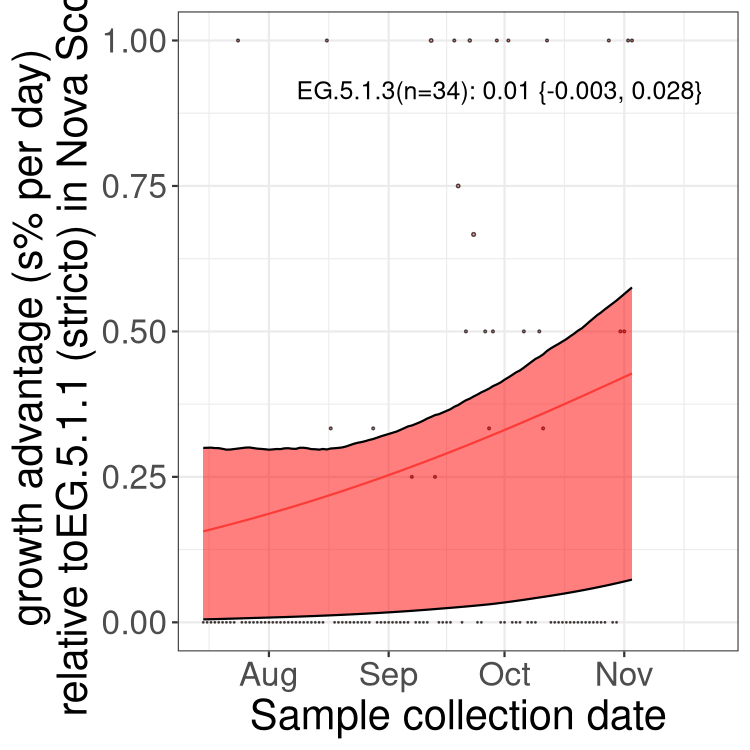 growth advantage (s% per day)
relative toEG.5.1.1 (stricto) in Nova Sco
1.00
0.75
0.50
0.25
0.00
EG.5.1.3(n=34): 0.01 {-0.003, 0.028}
Aug Sep Oct Nov
Sample collection date